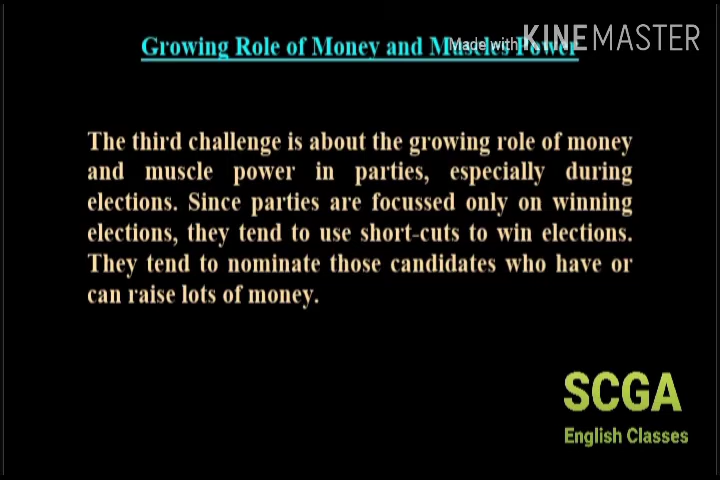 Growing Role of Money and Muscles Power
Made with KINEMASTER
The third challenge is about the growing role of money
and muscle power in parties, especially during
elections. Since parties are focussed only on winning
elections, they tend to use short-cuts to win elections.
They tend to nominate those candidates who have or
can raise lots of money.
SCGA
English Classes